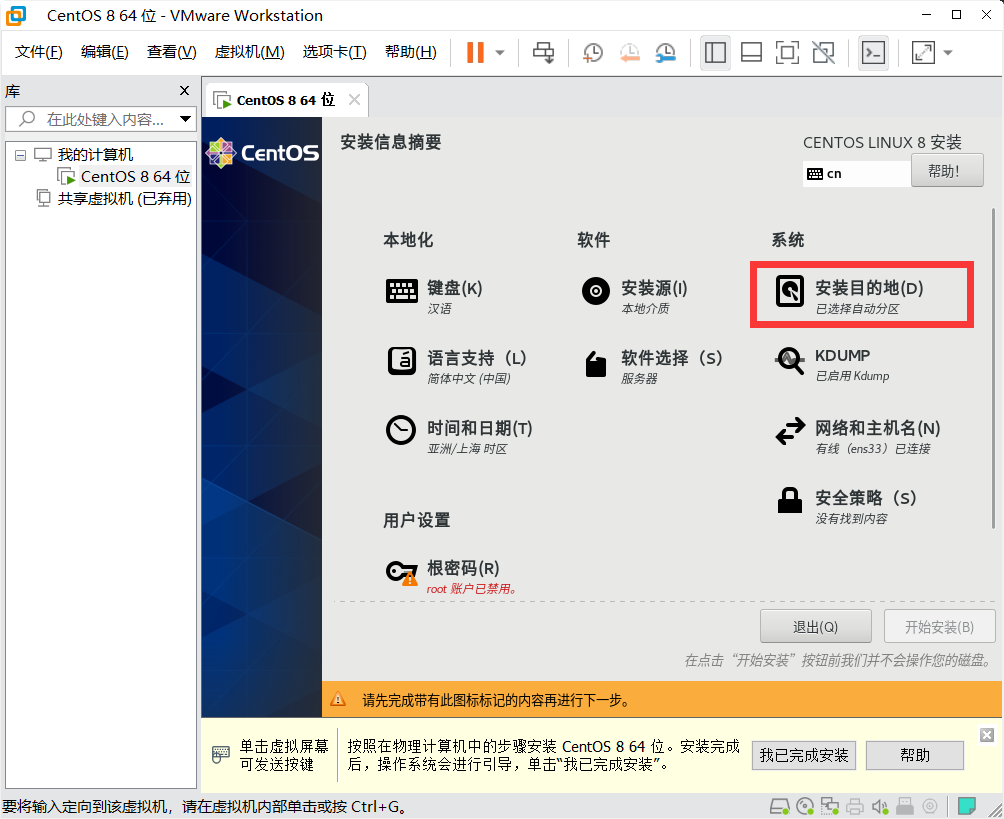 CentOS 8 64 位 - VMware Workstation
文件(F) 编辑(E) 查看(V) 虚拟机(M) 选项卡(T) 帮助(H)
库
在此处键入内容...
我的计算机
CentOS 8 64 位
共享虚拟机 (已弃用)
CentOS 8 64 位
CentOS
安装信息摘要
CENTOS LINUX 8 安装
cn
帮助!
本地化
键盘(K)
汉语
语言支持（L）
简体中文 (中国)
时间和日期(T)
亚洲/上海 时区
软件
安装源(I)
本地介质
软件选择（S）
服务器
系统
安装目的地(D)
已选择自动分区
KDUMP
已启用 Kdump
网络和主机名(N)
有线（ens33）已连接
安全策略（S）
没有找到内容
用户设置
根密码(R)
root 账户已禁用。
退出(Q) 开始安装(B)
在点击“开始安装”按钮前我们并不会操作您的磁盘。
请先完成带有此图标标记的内容再进行下一步。
单击虚拟屏幕
可发送按键
按照在物理计算机中的步骤安装 CentOS 8 64 位。安装完成
后，操作系统会进行引导，单击“我已完成安装”。
我已完成安装 帮助
要将输入定向到该虚拟机，请在虚拟机内部单击或按 Ctrl+G。